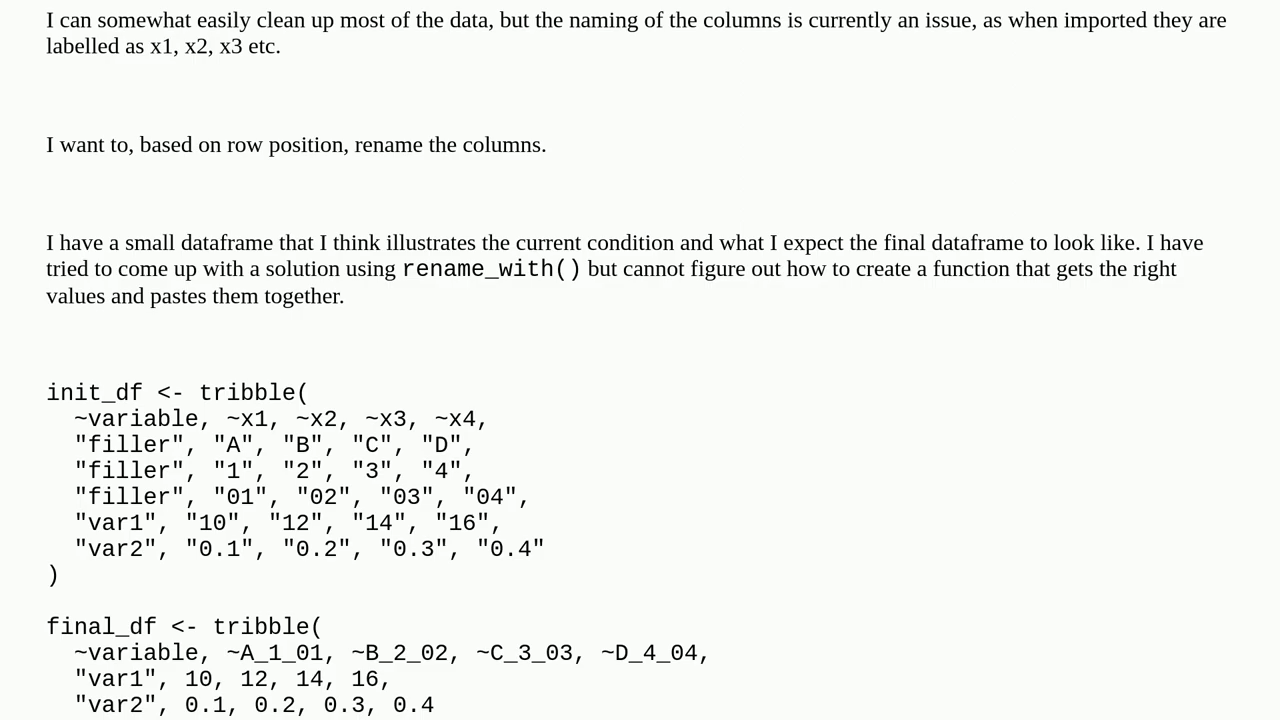 I can somewhat easily clean up most of the data, but the naming of the columns is currently an issue, as when imported they are
labelled as x1, x2, x3 etc.
I want to, based on row position, rename the columns.
I have a small dataframe that I think illustrates the current condition and what I expect the final dataframe to look like. I have
tried to come up with a solution using rename_with() but cannot figure out how to create a function that gets the right
values and pastes them together.
init_df <- tribble(
  ~variable, ~x1, ~x2, ~x3, ~x4,
  "filler", "A", "B", "C", "D",
  "filler", "1", "2", "3", "4",
  "filler", "01", "02", "03", "04",
  "var1", "10", "12", "14", "16",
  "var2", "0.1", "0.2", "0.3", "0.4"
)
final_df <- tribble(
  ~variable, ~A_1_01, ~B_2_02, ~C_3_03, ~D_4_04,
  "var1", 10, 12, 14, 16,
  "var2", 0.1, 0.2, 0.3, 0.4